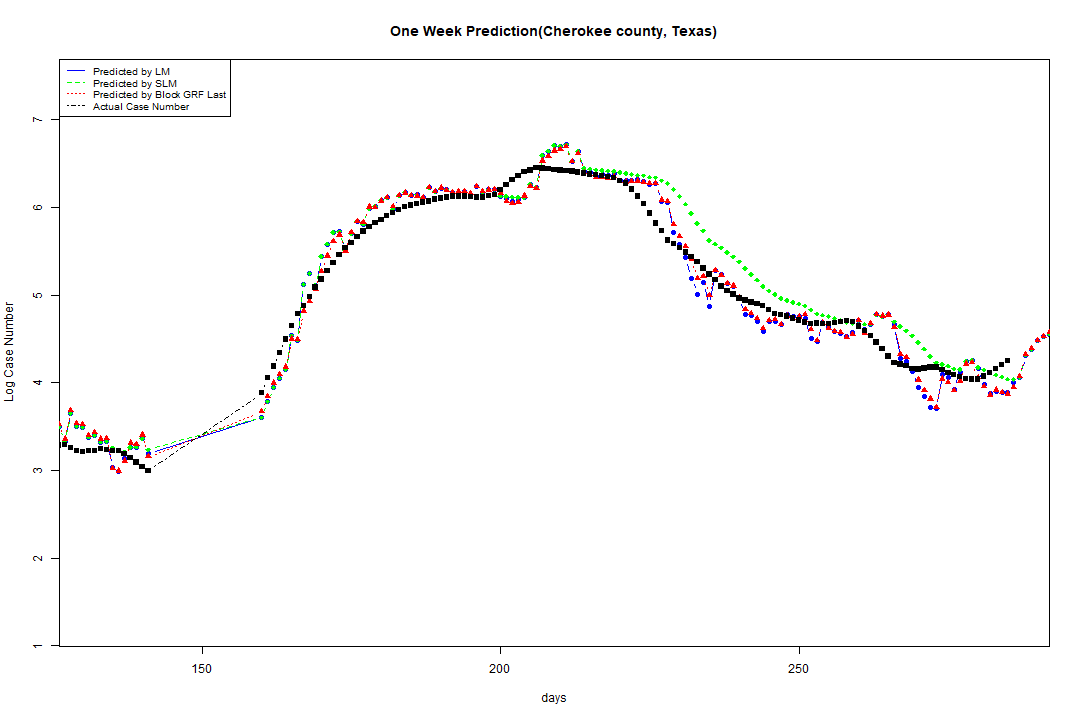 One Week Prediction(Cherokee county, Texas)
Predicted by LM
Predicted by SLM
Predicted by Block GRF Last
Actual Case Number
Log Case Number
7
6
5
4
3
2
1
150
200
250
days